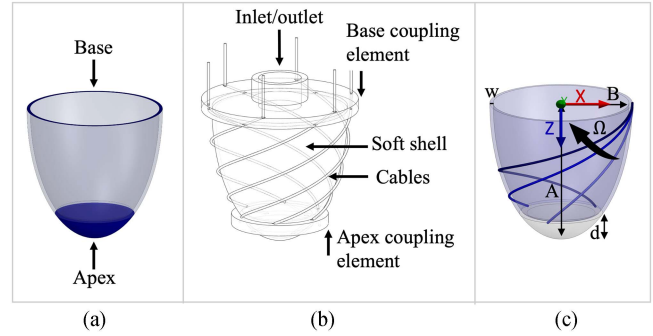 Base
Apex
(a)
Inlet/outlet
Base coupling
element
Soft shell
Cables
Apex coupling
element
(b)
w
X
B
Y
Z
Ω
A
d
(c)